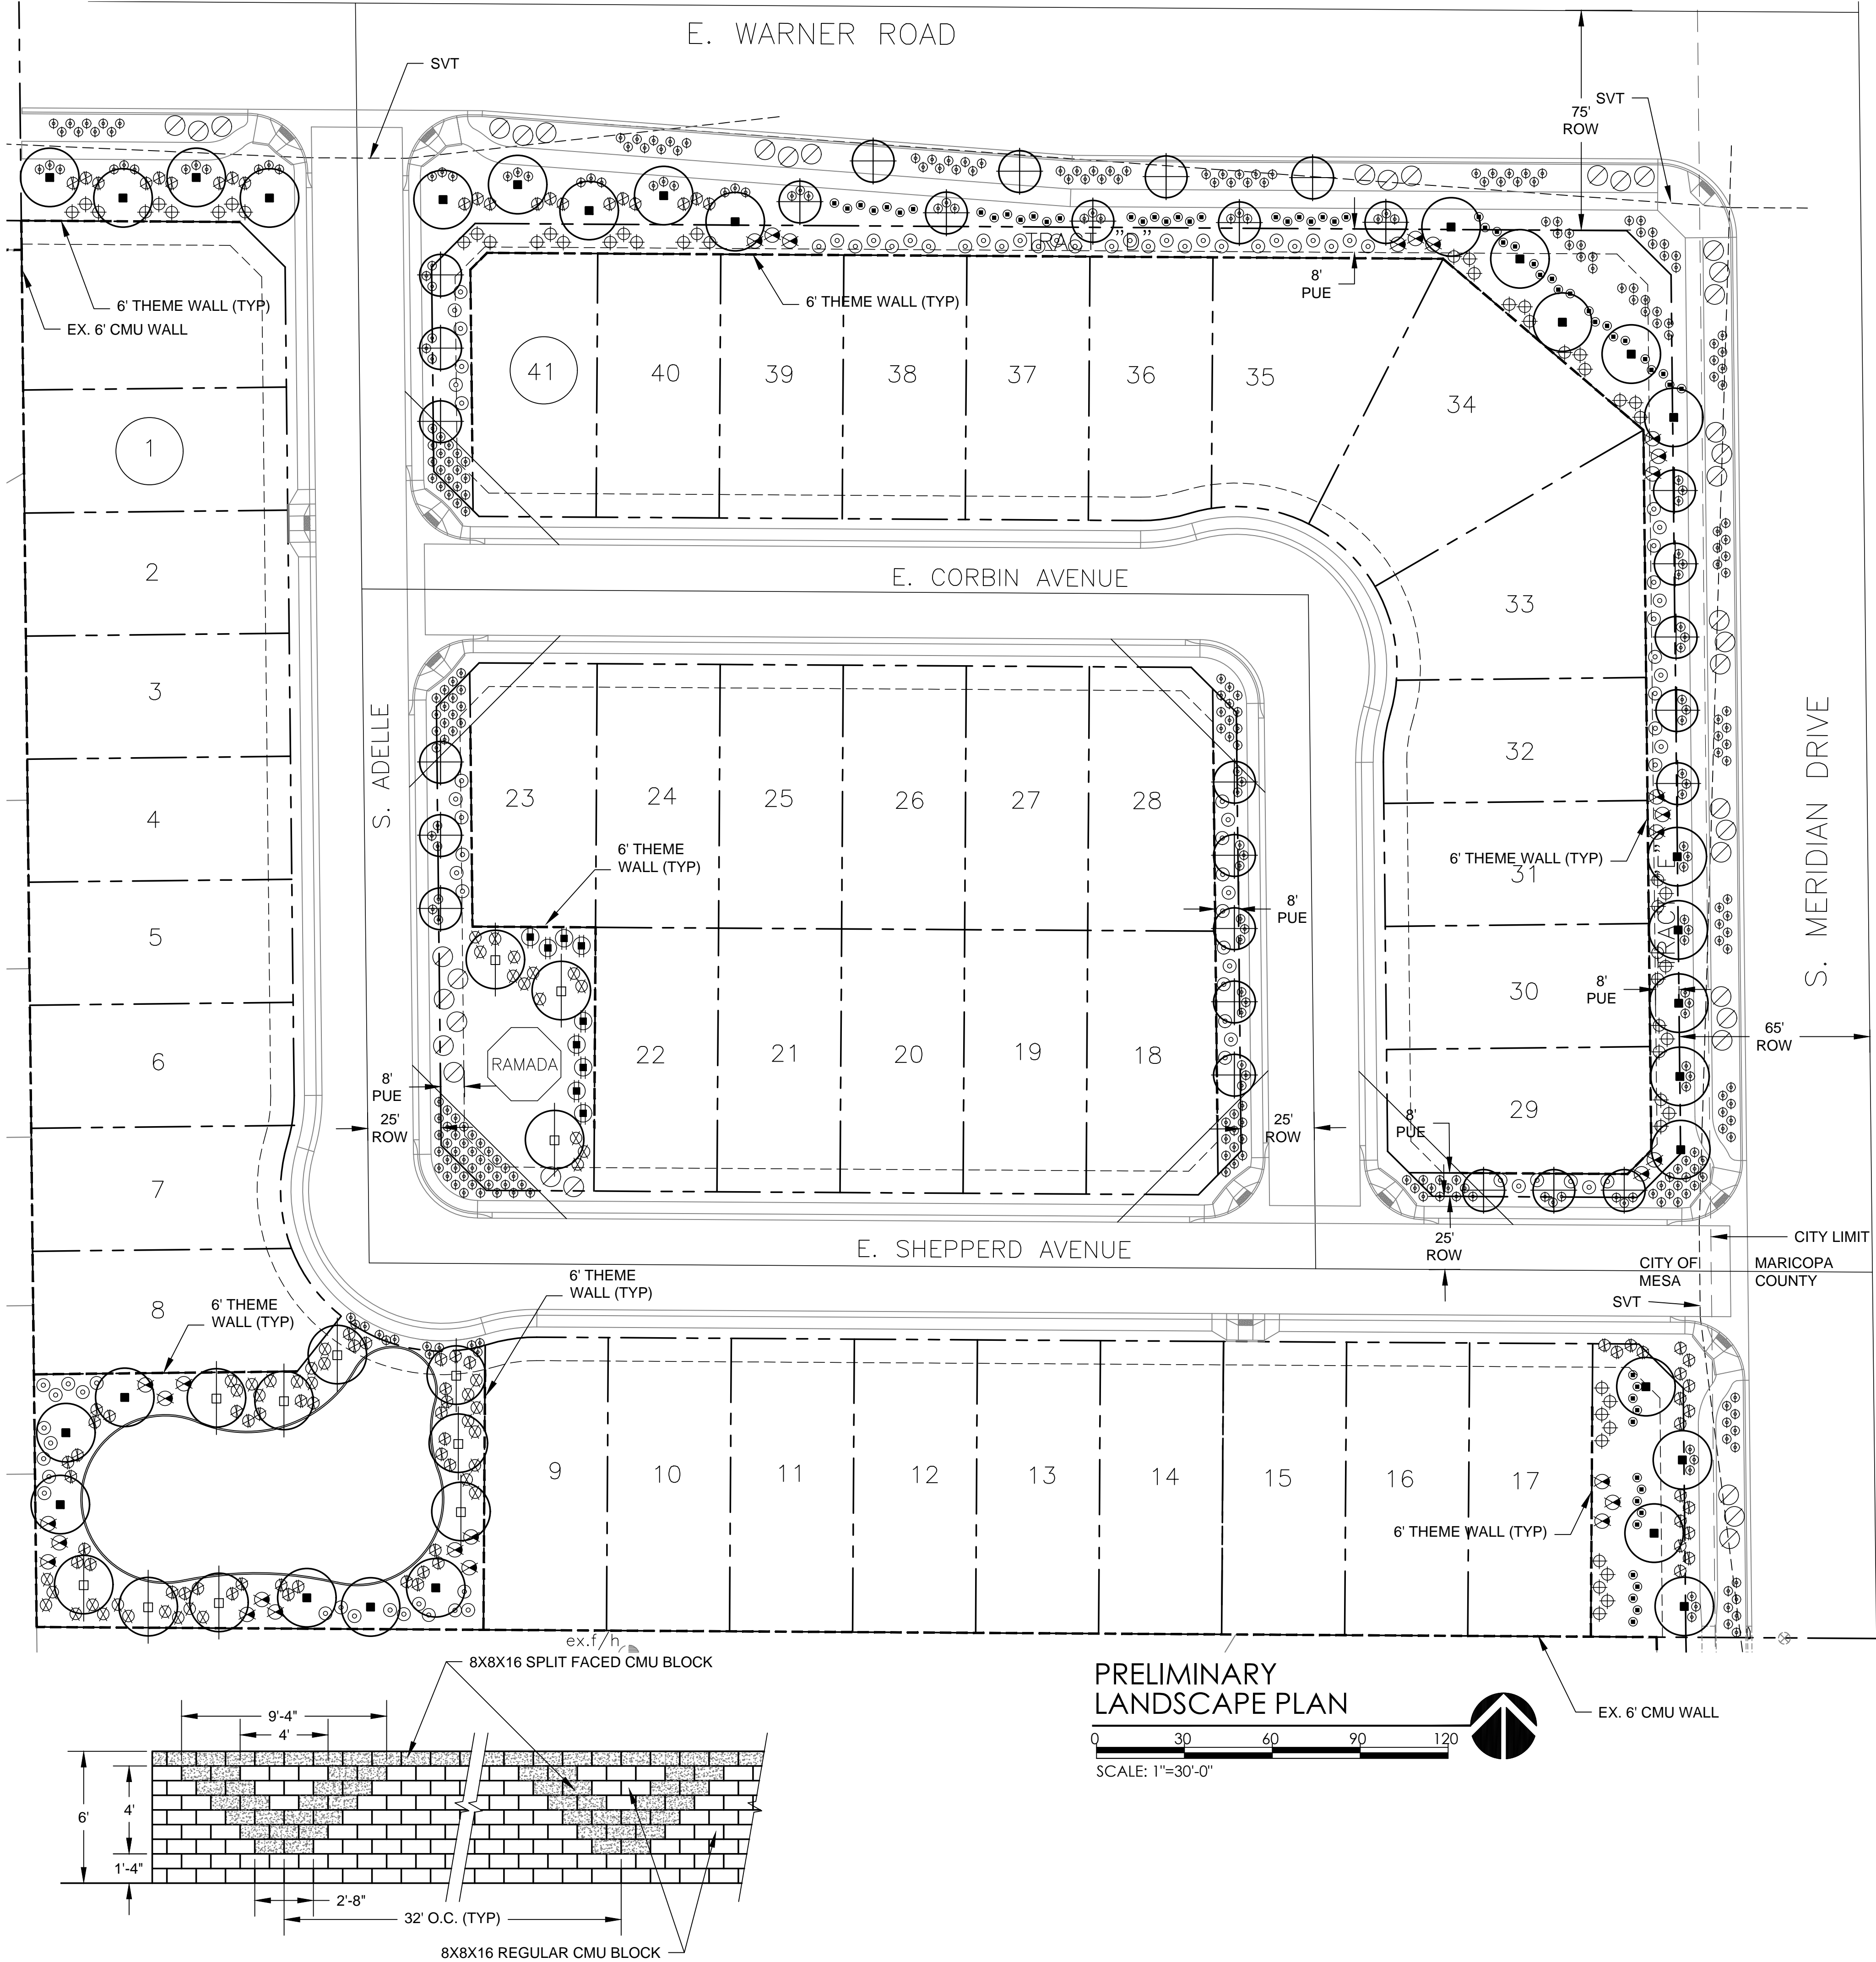 E. WARNER ROAD
SVT
SVT
75'
ROW
TRACT "D"
6' THEME WALL (TYP)
EX. 6' CMU WALL
6' THEME WALL (TYP)
8'
PUE
41
40
39
38
37
36
35
34
1
2
3
4
5
6
7
8
E. CORBIN AVENUE
S. ADELLE
S. MERIDIAN DRIVE
33
32
6' THEME WALL (TYP)
31
30
29
8'
PUE
65'
ROW
8'
PUE
25'
ROW
23
24
25
26
27
28
6' THEME
WALL (TYP)
8'
PUE
RAMADA
22
21
20
19
18
8'
PUE
25'
ROW
25'
ROW
E. SHEPPERD AVENUE
CITY LIMIT
CITY OF
MESA
MARICOPA
COUNTY
SVT
6' THEME
WALL (TYP)
6' THEME
WALL (TYP)
9
10
11
12
13
14
15
16
17
6' THEME WALL (TYP)
ex.f/h
EX. 6' CMU WALL
8X8X16 SPLIT FACED CMU BLOCK
9'-4"
4'
6'
4'
1'-4"
2'-8"
32' O.C. (TYP)
8X8X16 REGULAR CMU BLOCK
PRELIMINARY
LANDSCAPE PLAN
0 30 60 90 120
SCALE: 1"=30'-0"